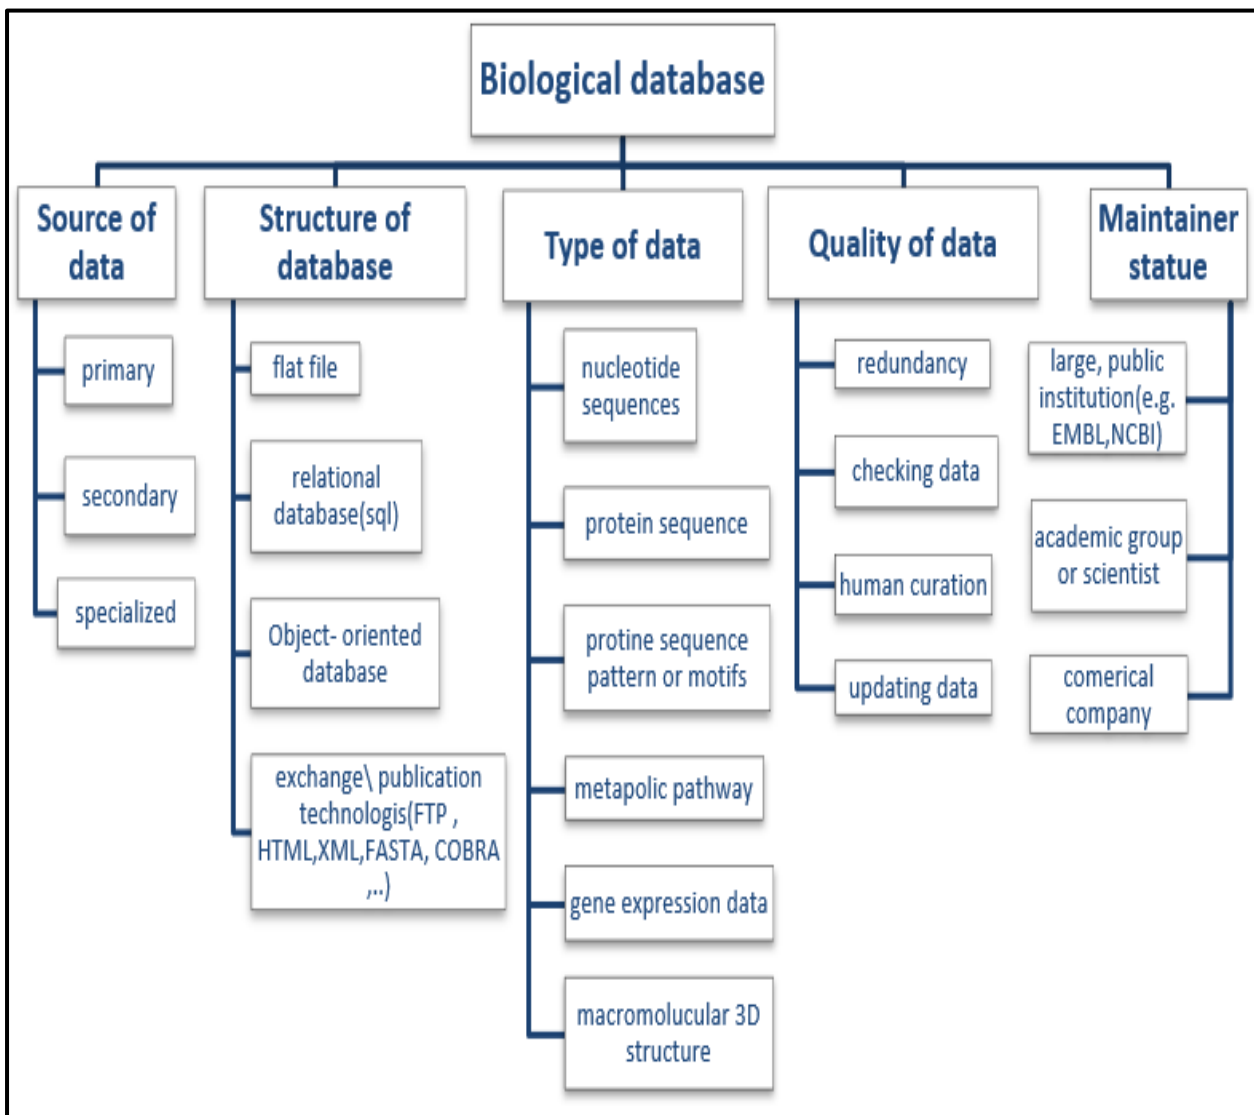 Biological database
Source of
data
primary
secondary
specialized
Structure of
database
flat file
relational
database(sql)
Object- oriented
database
exchange\ publication
technologis(FTP ,
HTML,XML,FASTA, COBRA
,..)
Type of data
nucleotide
sequences
protein sequence
protine sequence
pattern or motifs
metapolic pathway
gene expression data
macromolucular 3D
structure
Quality of data
redundancy
checking data
human curation
updating data
Maintainer
statue
large, public
institution(e.g.
EMBL,NCBI)
academic group
or scientist
comerical
company